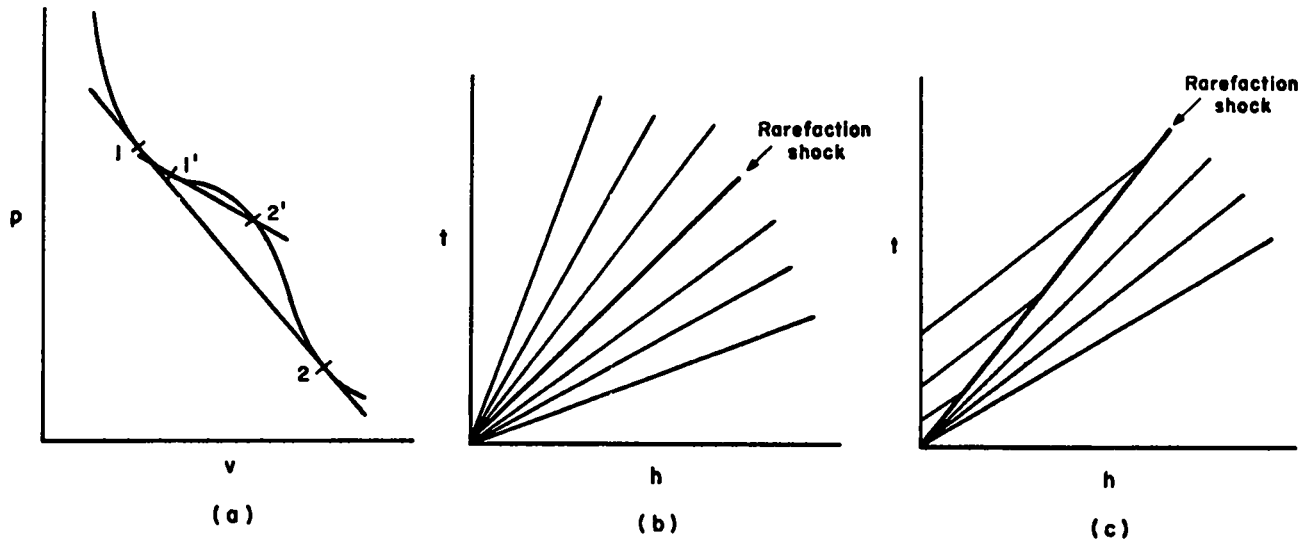 p
1
1'
2'
2
v
(a)
t
Rarefaction
shock
h
(b)
t
Rarefaction
shock
h
(c)